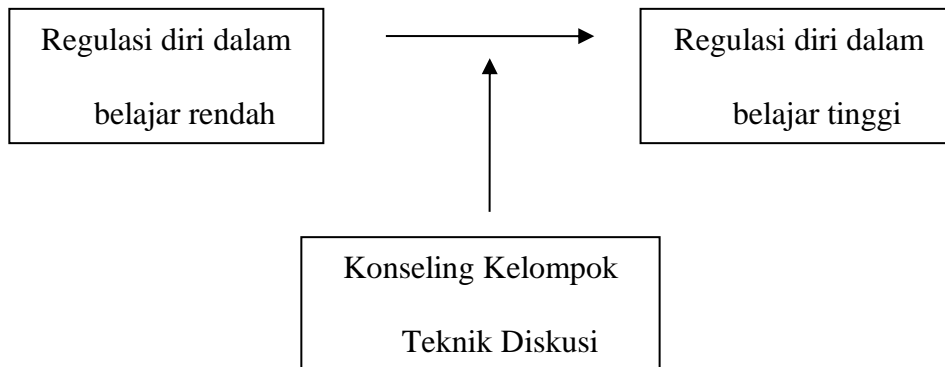 Regulasi diri dalam
belajar rendah
Regulasi diri dalam
belajar tinggi
Konseling Kelompok
Teknik Diskusi